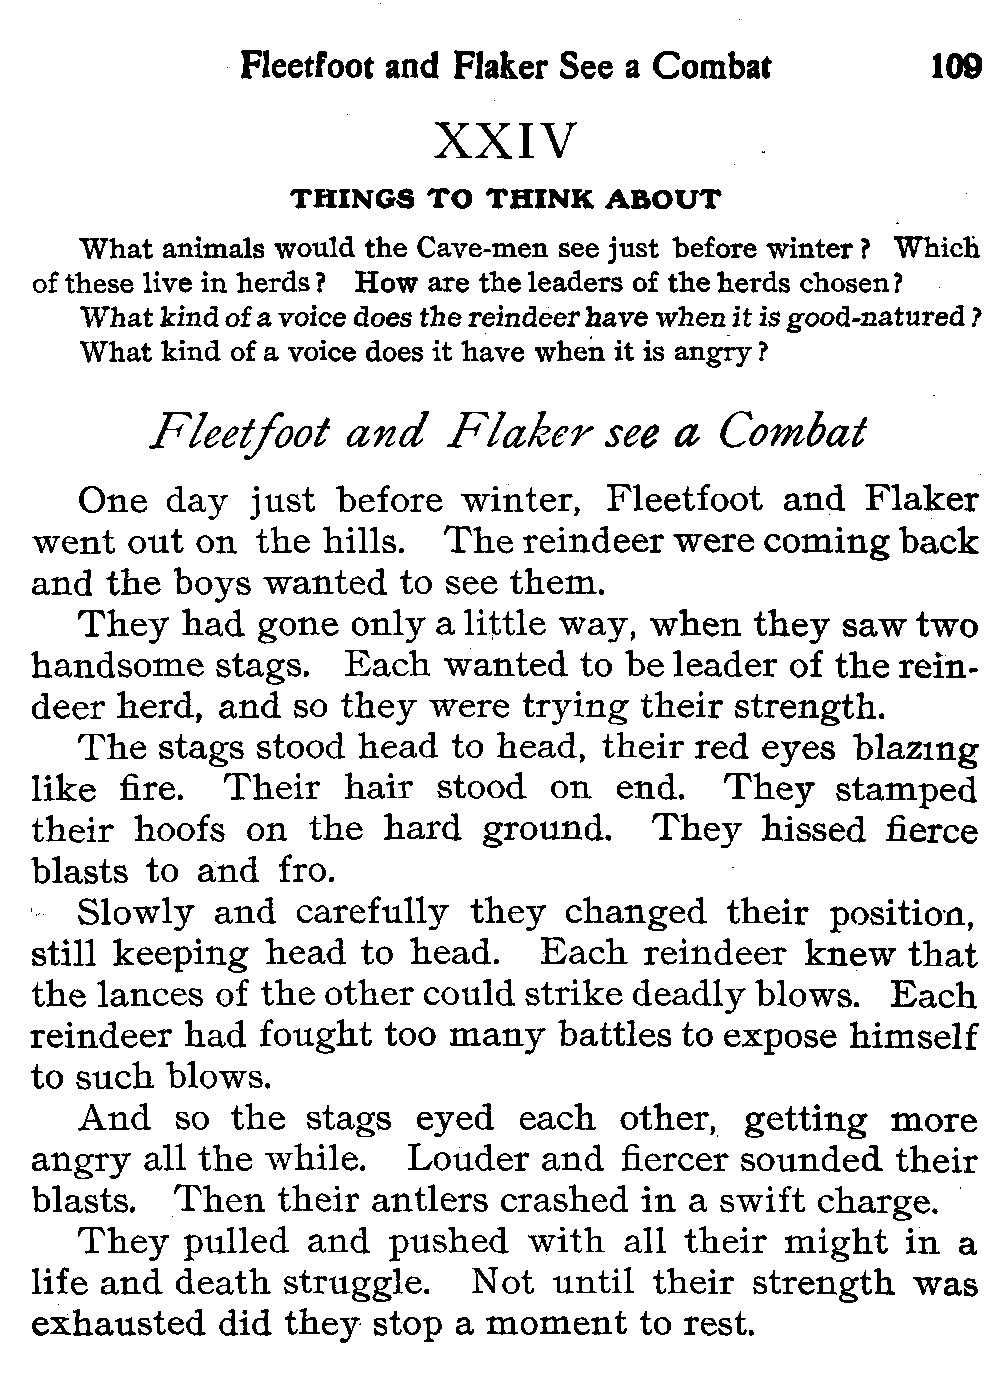 Fleetfoot and Flaker See a Combat 109
XXIV
THINGS TO THINK ABOUT
What animals would the Cave-men see just before winter? Which
of these live in herds? How are the leaders of the herds chosen?
What kind of a voice does the reindeer have when it is good-natured?
What kind of a voice does it have when it is angry?
Fleetfoot and Flaker see a Combat
One day just before winter, Fleetfoot and Flaker
went out on the hills. The reindeer were coming back
and the boys wanted to see them.
They had gone only a little way, when they saw two
handsome stags. Each wanted to be leader of the rein-
deer herd, and so they were trying their strength.
The stags stood head to head, their red eyes blazing
like fire. Their hair stood on end. They stamped
their hoofs on the hard ground. They hissed fierce
blasts to and fro.
Slowly and carefully they changed their position,
still keeping head to head. Each reindeer knew that
the lances of the other could strike deadly blows. Each
reindeer had fought too many battles to expose himself
to such blows.
And so the stags eyed each other, getting more
angry all the while. Louder and fiercer sounded their
blasts. Then their antlers crashed in a swift charge.
They pulled and pushed with all their might in a
life and death struggle. Not until their strength was
exhausted did they stop a moment to rest.